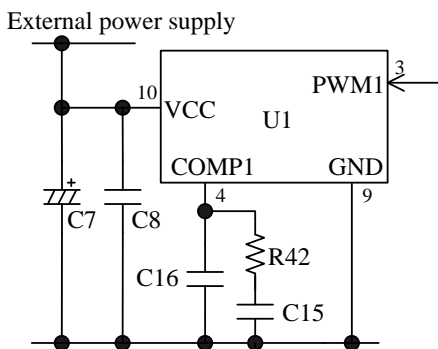 External power supply
3
10
PWM1
VCC
U1
COMP1
GND
4
9
+
C7
C8
R42
C16
C15